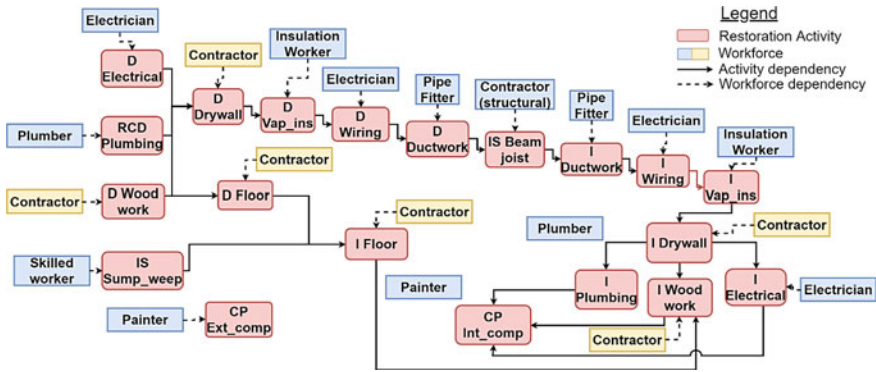 Legend
Restoration Activity
Workforce
Activity dependency
Workforce dependency
Electrician
D
Electrical
Contractor
Insulation
Worker
Electrician
Pipe
Fitter
Contractor
(structural)
Pipe
Fitter
Electrician
Insulation
Worker
Plumber
RCD
Plumbing
D
Drywall
D
Vap_ins
D
Wiring
D
Ductwork
IS Beam
joist
I
Ductwork
I
Wiring
I
Vap_ins
Contractor
D Wood
work
Contractor
D Floor
Contractor
I Floor
Plumber
I Drywall
Contractor
Skilled
worker
IS
Sump_weep
Painter
I
Plumbing
I Wood
work
I
Electrical
Electrician
Painter
CP
Ext_comp
CP
Int_comp
Contractor